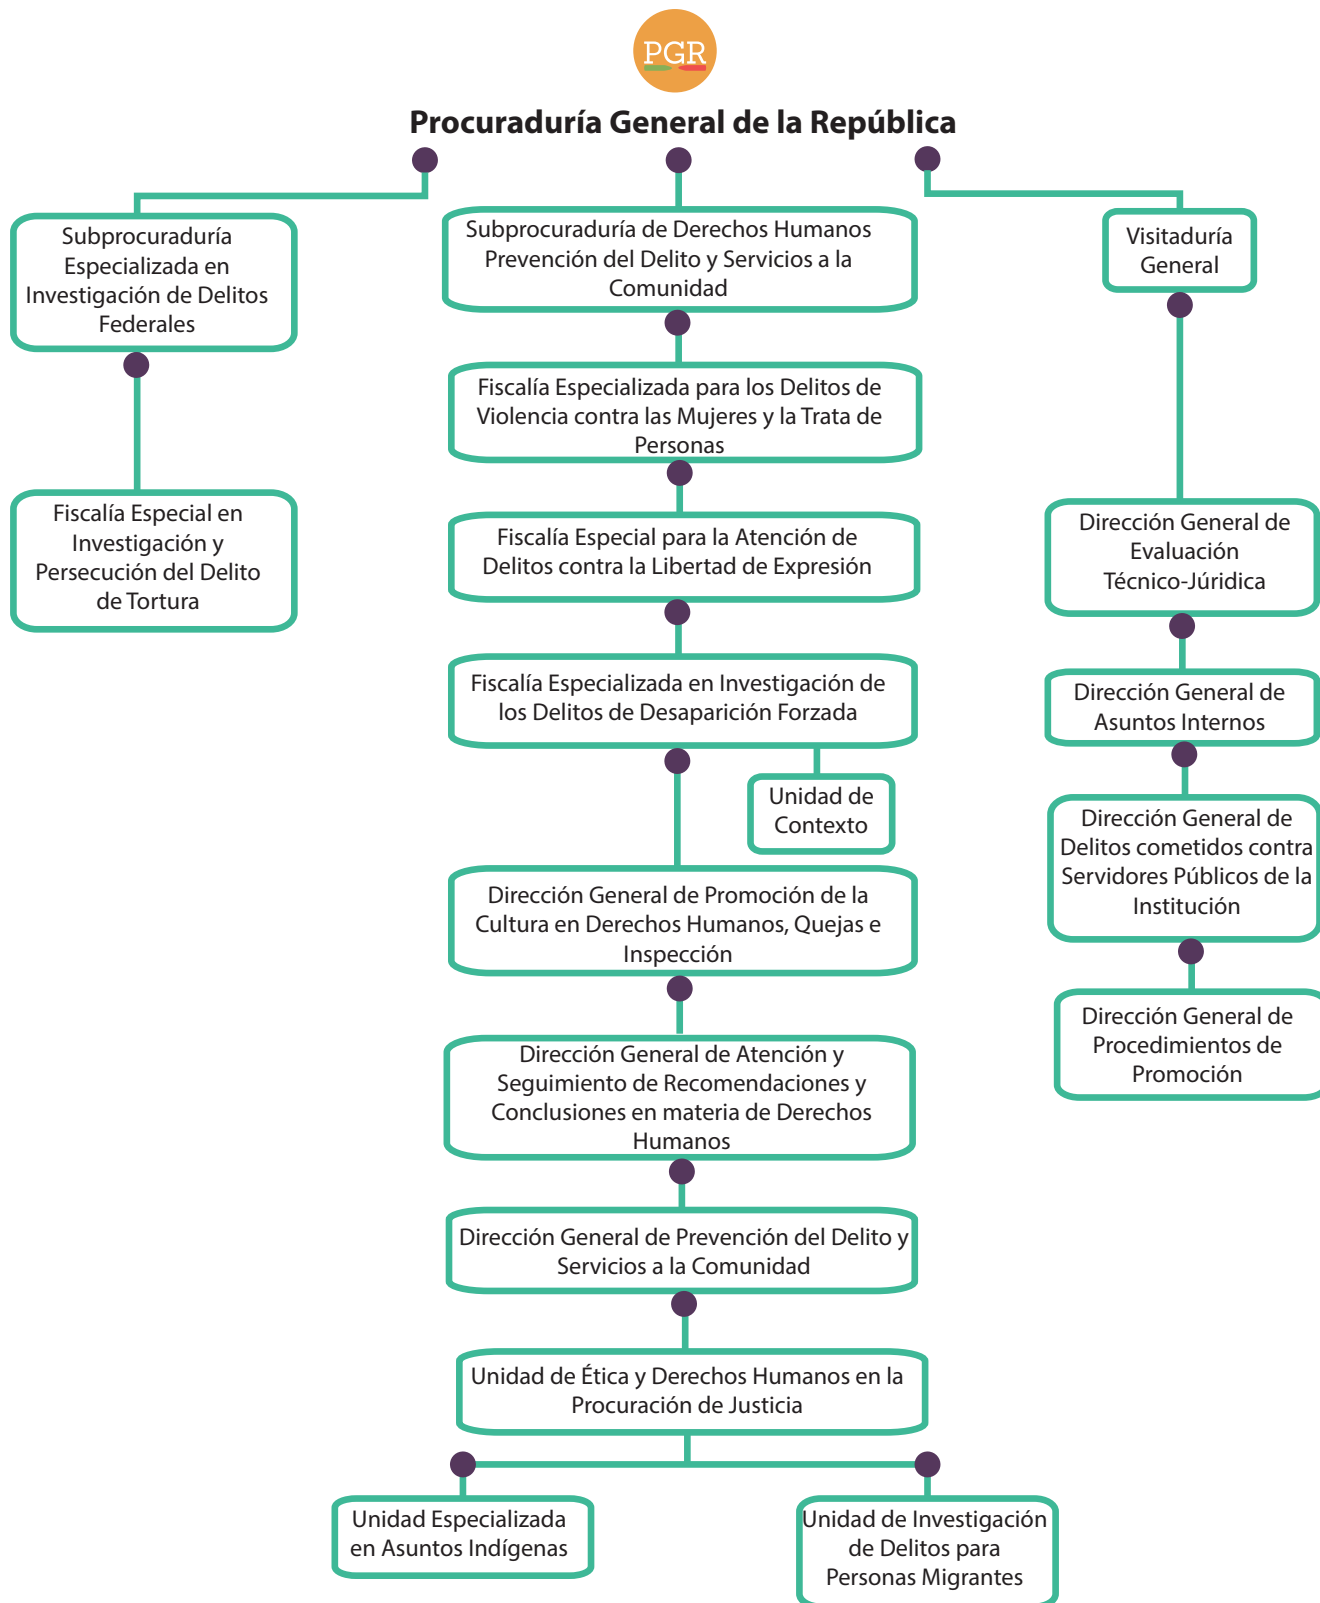 PGR
Procuraduría General de la República
Subprocuraduría
Especializada en
Investigación de Delitos
Federales
Fiscalía Especial en
Investigación y
Persecución del Delito
de Tortura
Subprocuraduría de Derechos Humanos
Prevención del Delito y Servicios a la
Comunidad
Fiscalía Especializada para los Delitos de
Violencia contra las Mujeres y la Trata de
Personas
Fiscalía Especial para la Atención de
Delitos contra la Libertad de Expresión
Fiscalía Especializada en Investigación de
los Delitos de Desaparición Forzada
Unidad de
Contexto
Dirección General de Promoción de la
Cultura en Derechos Humanos, Quejas e
Inspección
Dirección General de Atención y
Seguimiento de Recomendaciones y
Conclusiones en materia de Derechos
Humanos
Dirección General de Prevención del Delito y
Servicios a la Comunidad
Unidad de Ética y Derechos Humanos en la
Procuración de Justicia
Unidad Especializada
en Asuntos Indígenas
Unidad de Investigación
de Delitos para
Personas Migrantes
Visitaduría
General
Dirección General de
Evaluación
Técnico-Júridica
Dirección General de
Asuntos Internos
Dirección General de
Delitos cometidos contra
Servidores Públicos de la
Institución
Dirección General de
Procedimientos de
Promoción